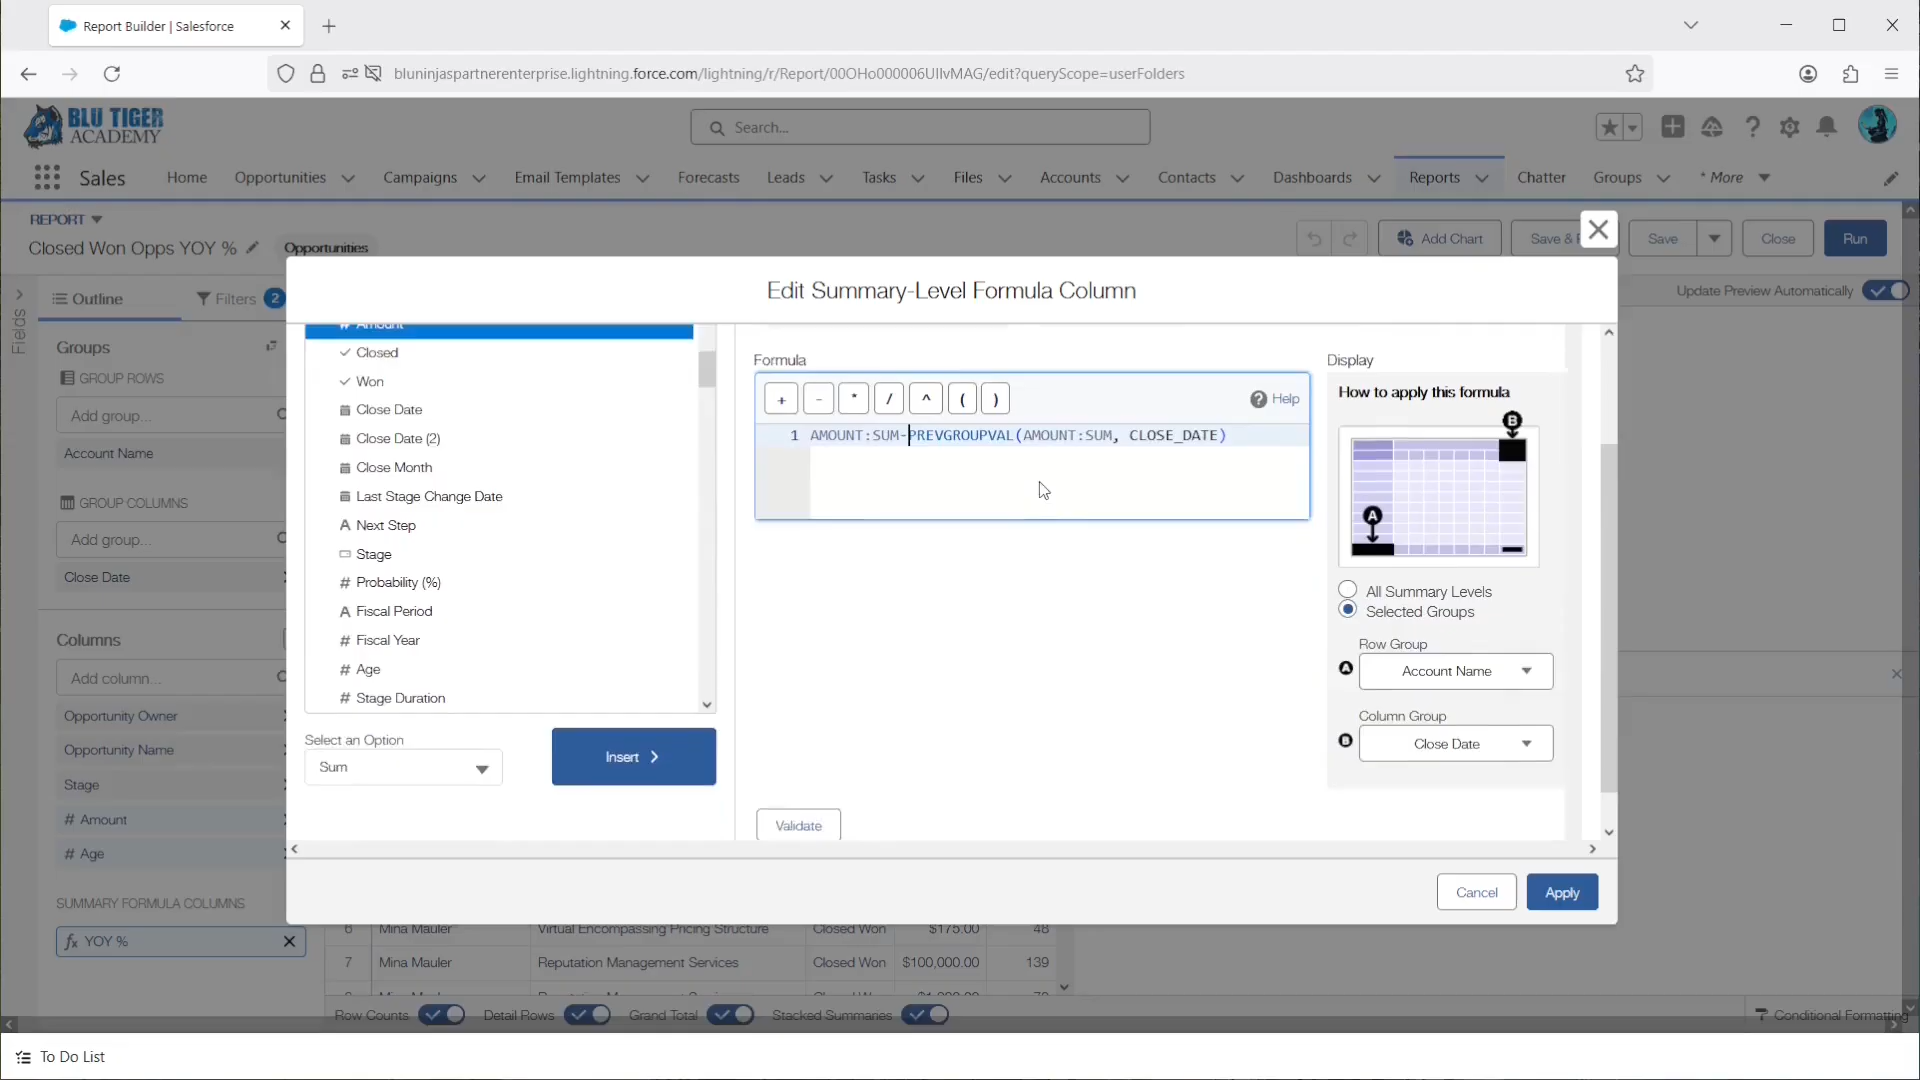 Report Builder | Salesforce
bluninjaspartnerenterprise.lightning.force.com/lightning/r/Report/00OHo000006UIIvMAG/edit?queryScope=userFolders
BLU TIGER
ACADEMY
Search...
Sales
Home
Opportunities
Campaigns
Email Templates
Forecasts
Leads
Tasks
Files
Accounts
Contacts
Dashboards
Reports
Chatter
Groups
* More
REPORT
Closed Won Opps YOY %
Opportunities
Add Chart
Save &
Save
Close
Run
Fields
Outline
Filters
2
Update Preview Automatically
Groups
GROUP ROWS
Add group...
Account Name
GROUP COLUMNS
Add group...
Close Date
Columns
Add column...
Opportunity Owner
Opportunity Name
Stage
# Amount
# Age
SUMMARY FORMULA COLUMNS
fx YOY %
Edit Summary-Level Formula Column
# Amount
Closed
Won
Close Date
Close Date (2)
Close Month
Last Stage Change Date
A Next Step
Stage
# Probability (%)
A Fiscal Period
# Fiscal Year
# Age
# Stage Duration
Select an Option
Sum
Insert
Formula
+ - * / ^ ( )
Help
1 AMOUNT:SUM-PREVGROUPVAL(AMOUNT:SUM, CLOSE_DATE)
Validate
Display
How to apply this formula
B
A
All Summary Levels
Selected Groups
Row Group
A Account Name
Column Group
B Close Date
Cancel
Apply
6 Mina Mauler Virtual Encompassing Pricing Structure Closed Won $175.00 48
7 Mina Mauler Reputation Management Services Closed Won $100,000.00 139
Row Counts
Detail Rows
Grand Total
Stacked Summaries
Conditional Formatting
To Do List